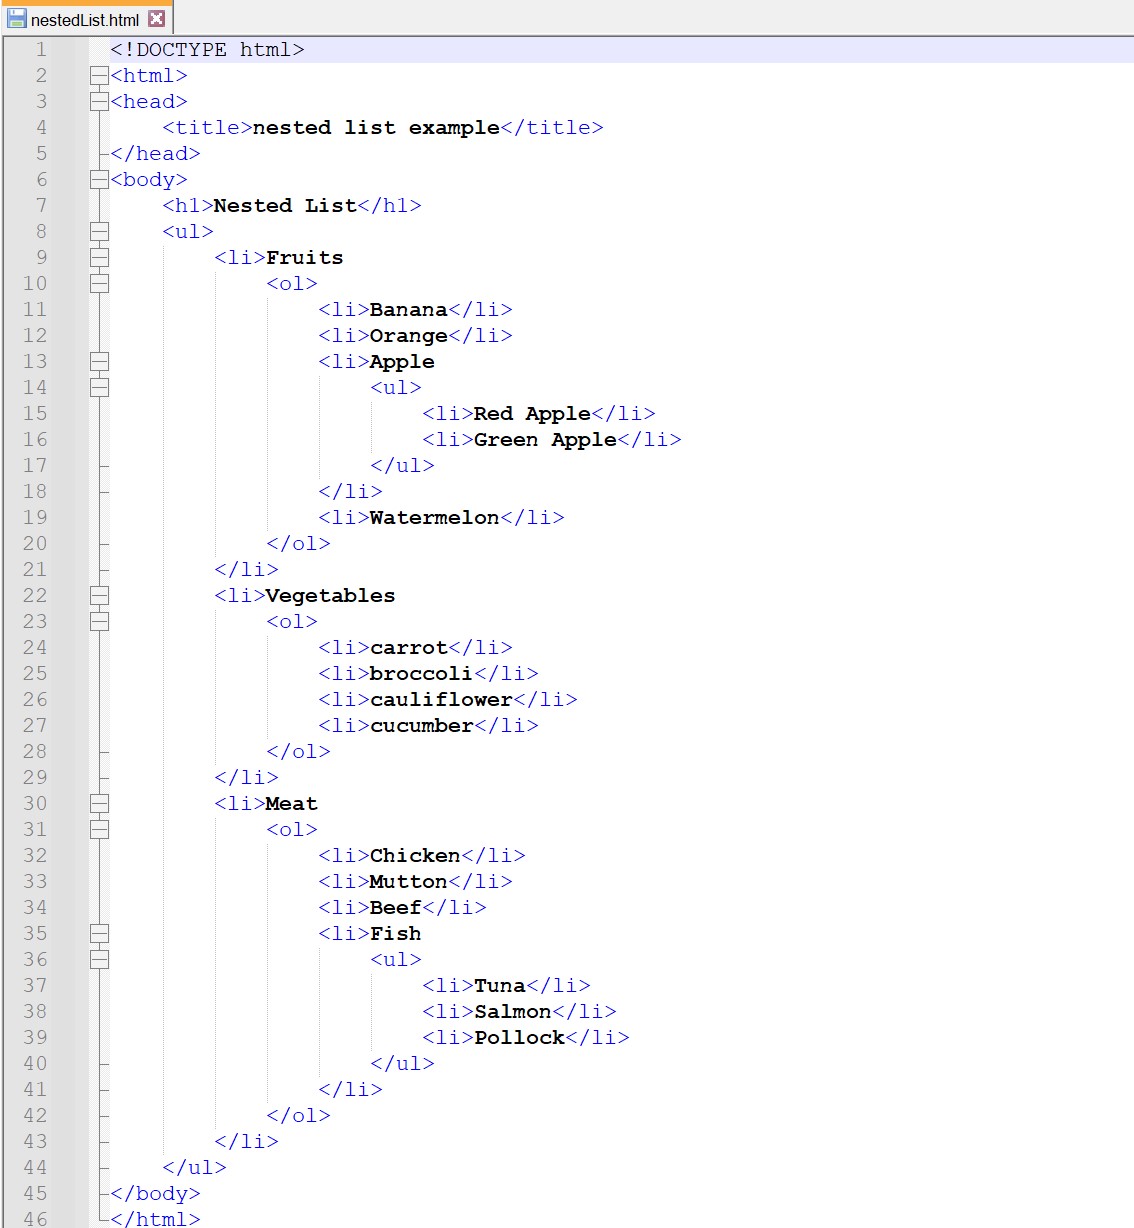 nestedList.html
1 <!DOCTYPE html>
2 <html>
3 <head>
4     <title>nested list example</title>
5 </head>
6 <body>
7     <h1>Nested List</h1>
8     <ul>
9         <li>Fruits
10             <ol>
11                 <li>Banana</li>
12                 <li>Orange</li>
13                 <li>Apple
14                     <ul>
15                         <li>Red Apple</li>
16                         <li>Green Apple</li>
17                     </ul>
18                 </li>
19                 <li>Watermelon</li>
20             </ol>
21         </li>
22         <li>Vegetables
23             <ol>
24                 <li>carrot</li>
25                 <li>broccoli</li>
26                 <li>cauliflower</li>
27                 <li>cucumber</li>
28             </ol>
29         </li>
30         <li>Meat
31             <ol>
32                 <li>Chicken</li>
33                 <li>Mutton</li>
34                 <li>Beef</li>
35                 <li>Fish
36                     <ul>
37                         <li>Tuna</li>
38                         <li>Salmon</li>
39                         <li>Pollock</li>
40                     </ul>
41                 </li>
42             </ol>
43         </li>
44     </ul>
45 </body>
46 </html>